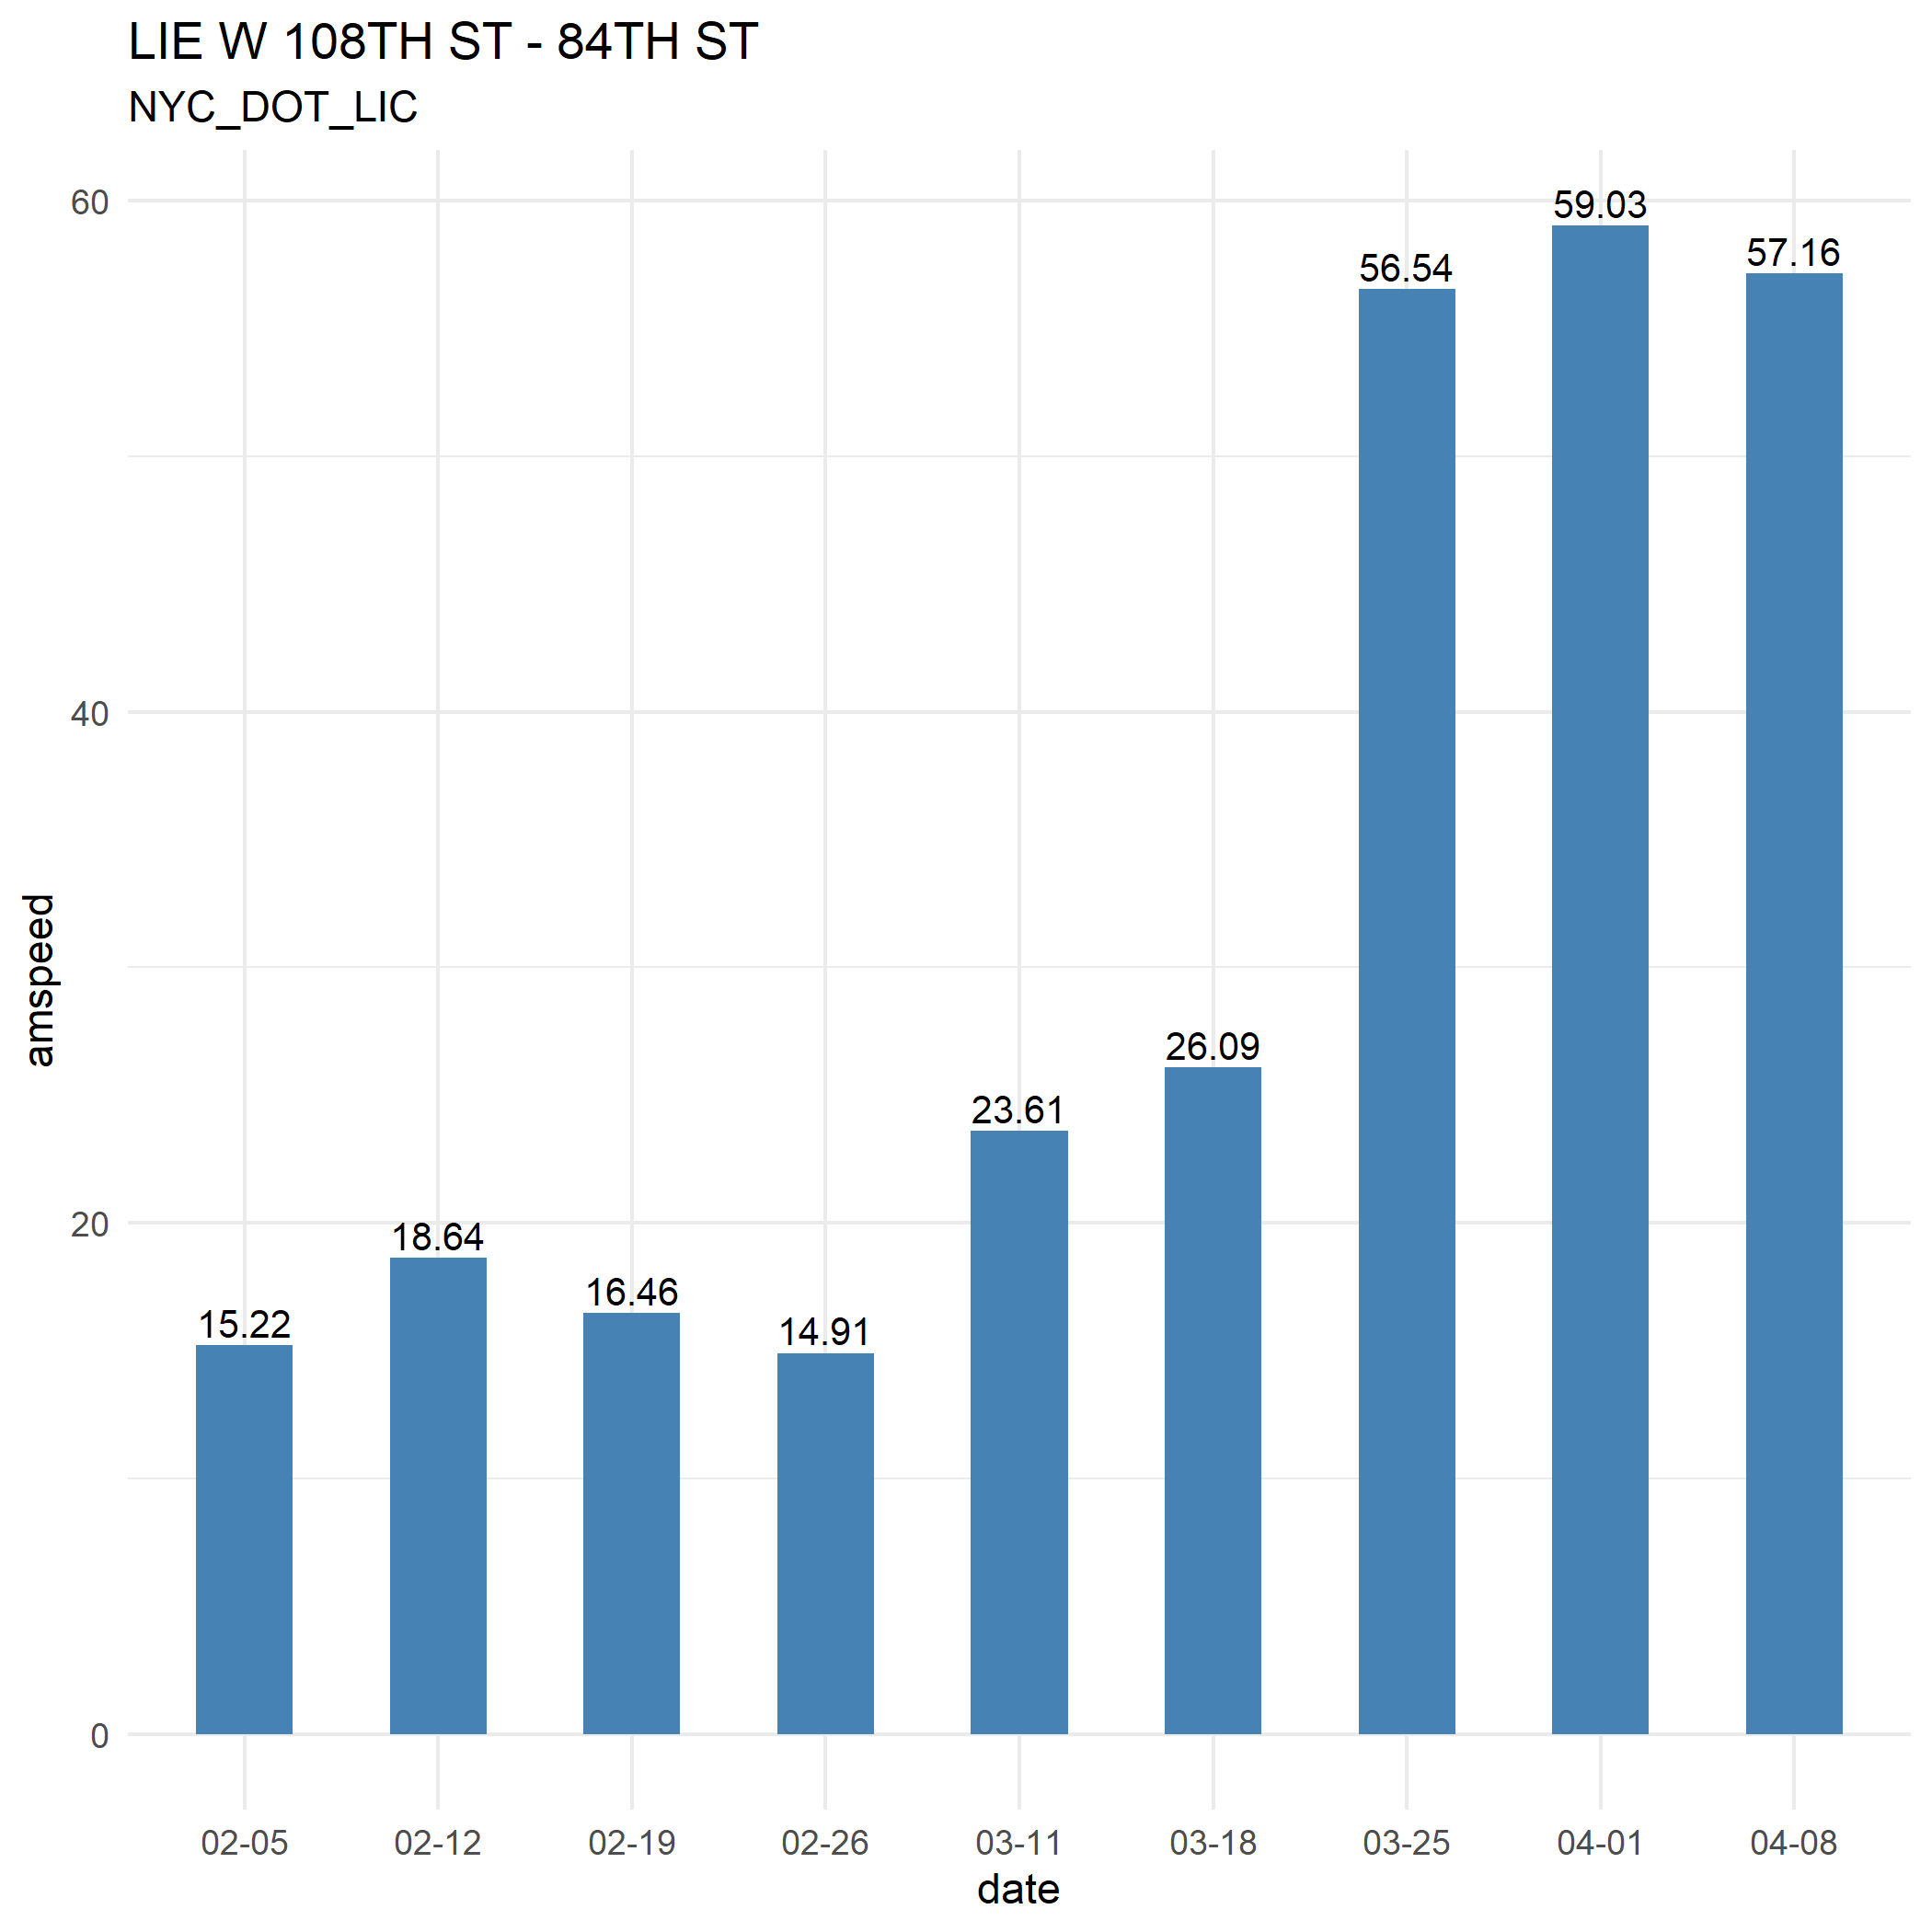 LIE W 108TH ST - 84TH ST
NYC_DOT_LIC
60
59.03
57.16
56.54
40
amspeed
26.09
23.61
20
18.64
16.46
15.22
14.91
0
02-05 02-12 02-19 02-26 03-11 03-18 03-25 04-01 04-08
date